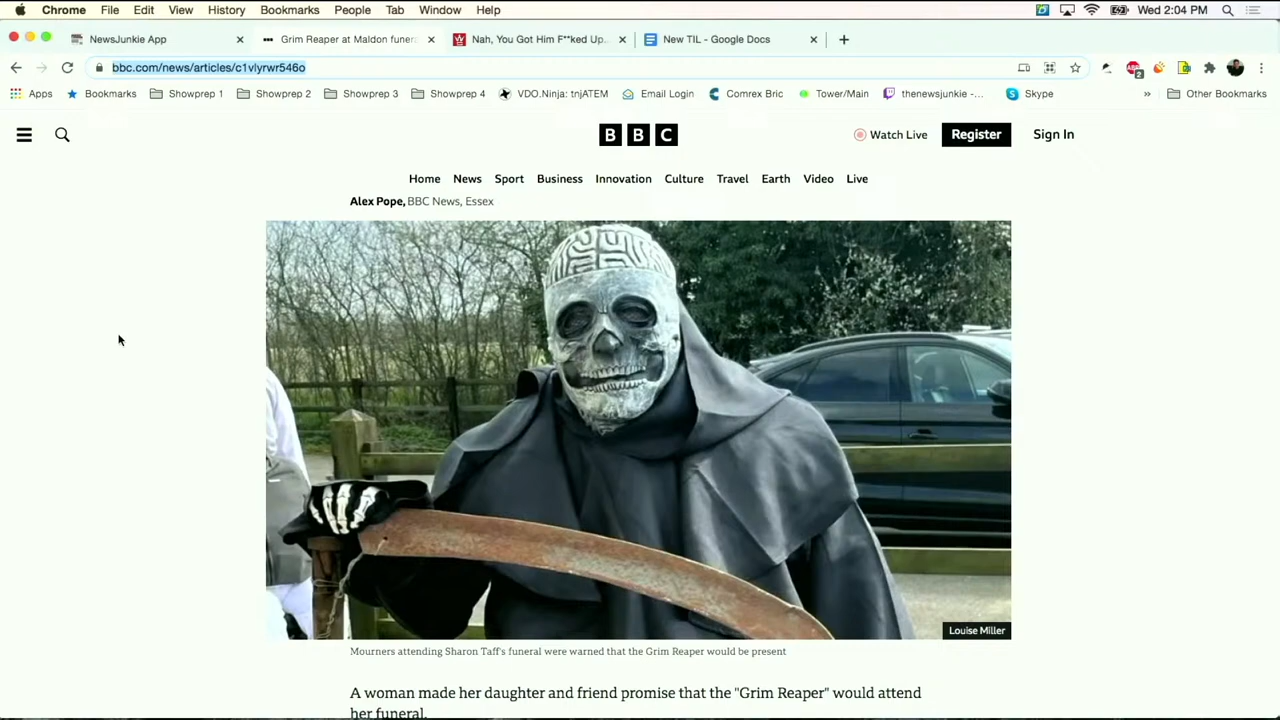 Chrome File Edit View History Bookmarks People Tab Window Help Wed 2:04 PM
NewsJunkie App × Grim Reaper at Maldon funera × Nah, You Got Him F**ked Up... × New TIL - Google Docs × +
bbc.com/news/articles/c1vlyrwr546o 2
Apps Bookmarks Showprep 1 Showprep 2 Showprep 3 Showprep 4 VDO.Ninja: tnjATEM Email Login Comrex Bric Tower/Main thenewsjunkie -... Skype » Other Bookmarks
BBC Watch Live Register Sign In
Home News Sport Business Innovation Culture Travel Earth Video Live
Alex Pope, BBC News, Essex
Louise Miller
Mourners attending Sharon Taff's funeral were warned that the Grim Reaper would be present
A woman made her daughter and friend promise that the "Grim Reaper" would attend
her funeral.